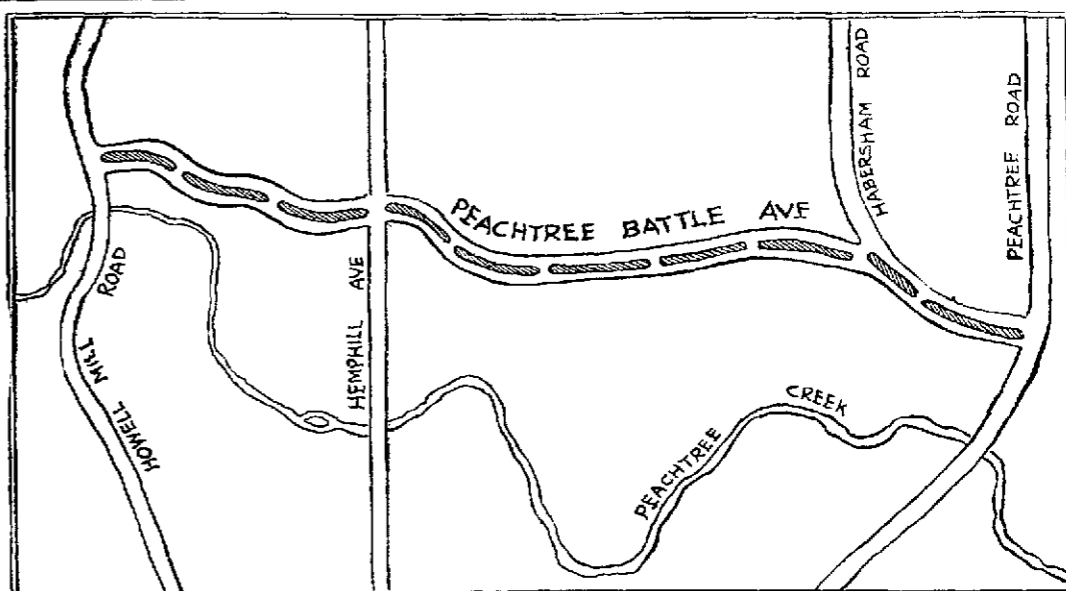 HABERSHAM ROAD
PEACHTREE ROAD
PEACHTREE BATTLE AVE
HEMPHILL AVE
HOWELL MILL ROAD
PEACHTREE CREEK